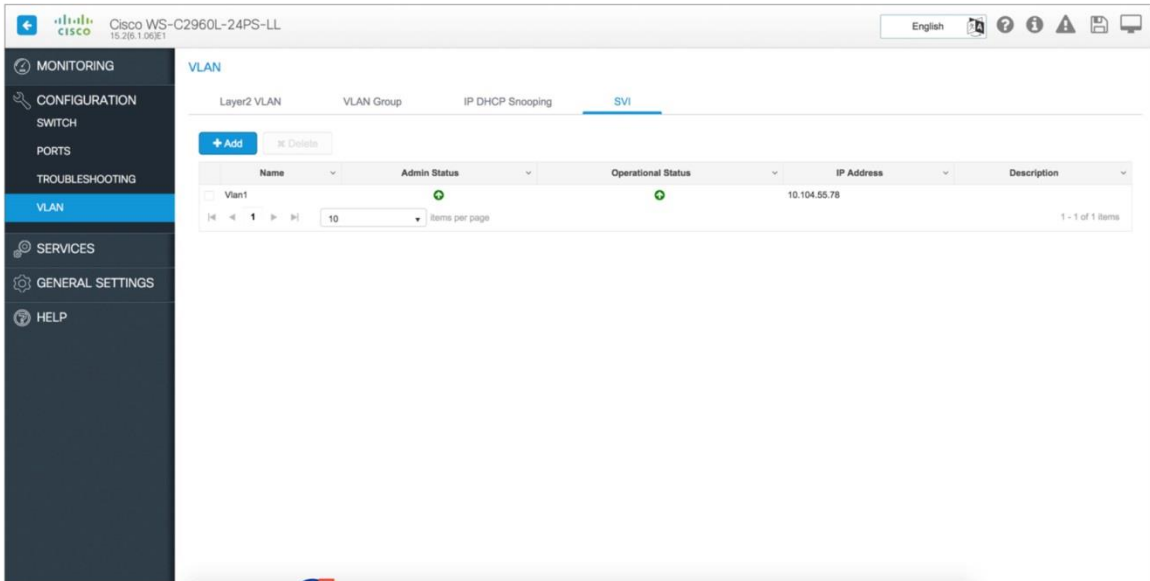 CISCO
Cisco WS-C2960L-24PS-LL
15.2(6.1.06)E1
English
MONITORING
CONFIGURATION
SWITCH
PORTS
TROUBLESHOOTING
VLAN
SERVICES
GENERAL SETTINGS
HELP
VLAN
Layer2 VLAN VLAN Group IP DHCP Snooping SVI
+ Add ✖ Delete
Name Admin Status Operational Status IP Address Description
Vlan1 10.104.55.78
1 10 items per page 1 - 1 of 1 items